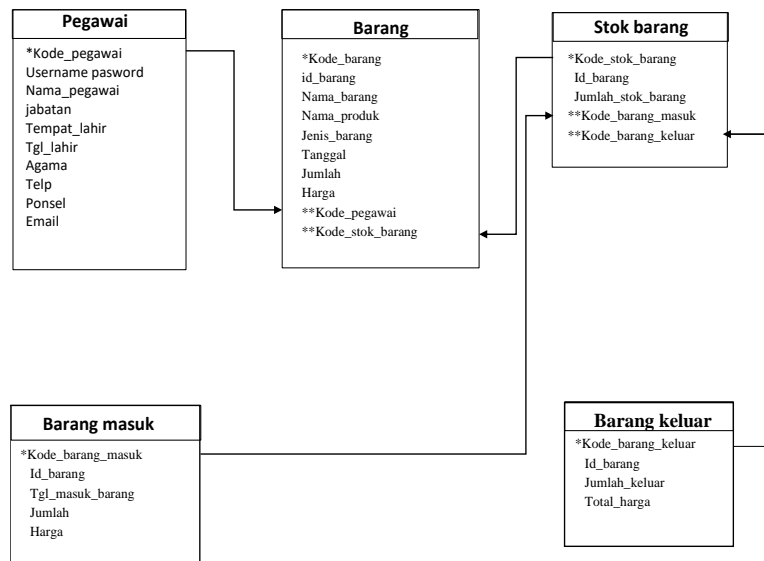 Pegawai
*Kode_pegawai
Username pasword
Nama_pegawai
jabatan
Tempat_lahir
Tgl_lahir
Agama
Telp
Ponsel
Email
Barang
*Kode_barang
id_barang
Nama_barang
Nama_produk
Jenis_barang
Tanggal
Jumlah
Harga
**Kode_pegawai
**Kode_stok_barang
Stok barang
*Kode_stok_barang
Id_barang
Jumlah_stok_barang
**Kode_barang_masuk
**Kode_barang_keluar
Barang masuk
*Kode_barang_masuk
Id_barang
Tgl_masuk_barang
Jumlah
Harga
Barang keluar
*Kode_barang_keluar
Id_barang
Jumlah_keluar
Total_harga